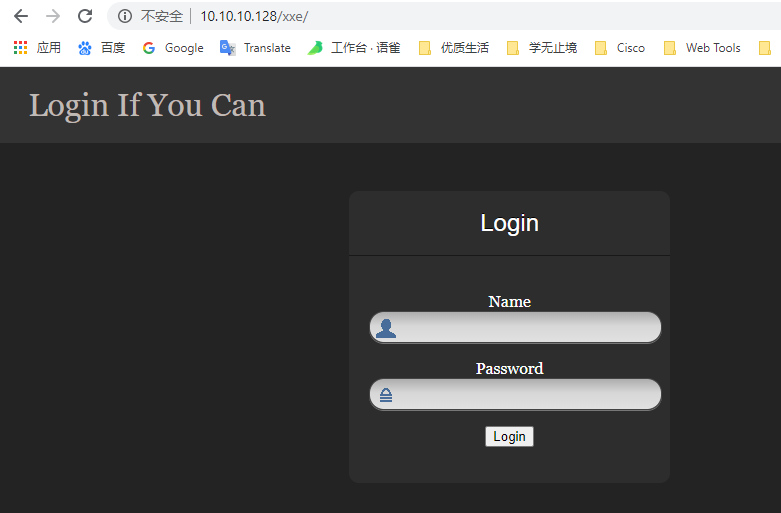 不安全 10.10.10.128/xxe/
应用 百度 Google Translate 工作台 · 语雀 优质生活 学无止境 Cisco Web Tools
Login If You Can
Login
Name
Password
Login